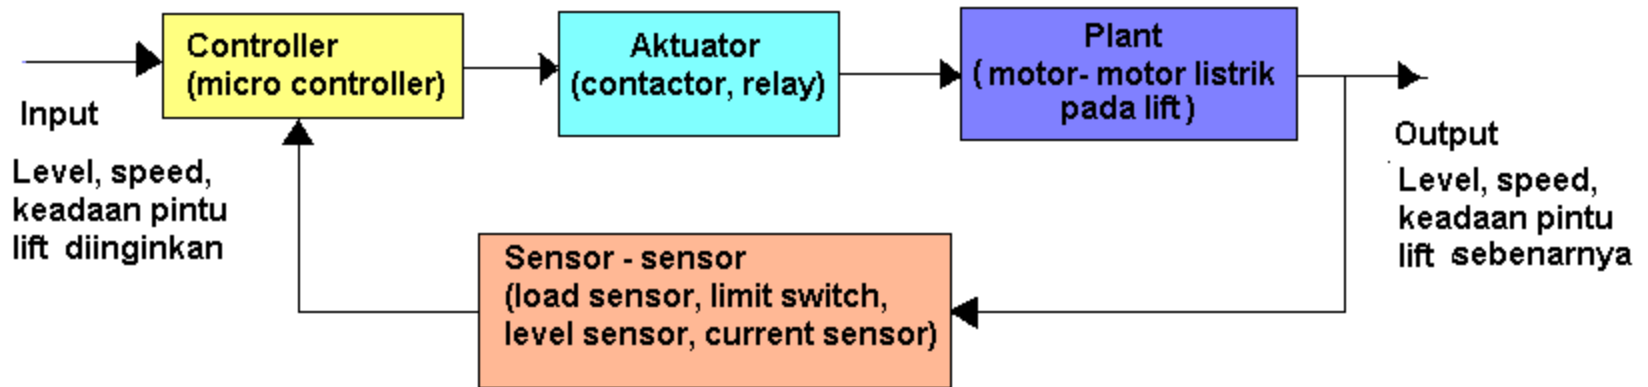 Controller
(micro controller)
Aktuator
(contactor, relay)
Plant
( motor- motor listrik
pada lift )
Input
Level, speed,
keadaan pintu
lift diinginkan
Output
Level, speed,
keadaan pintu
lift sebenarnya
Sensor - sensor
(load sensor, limit switch,
level sensor, current sensor)